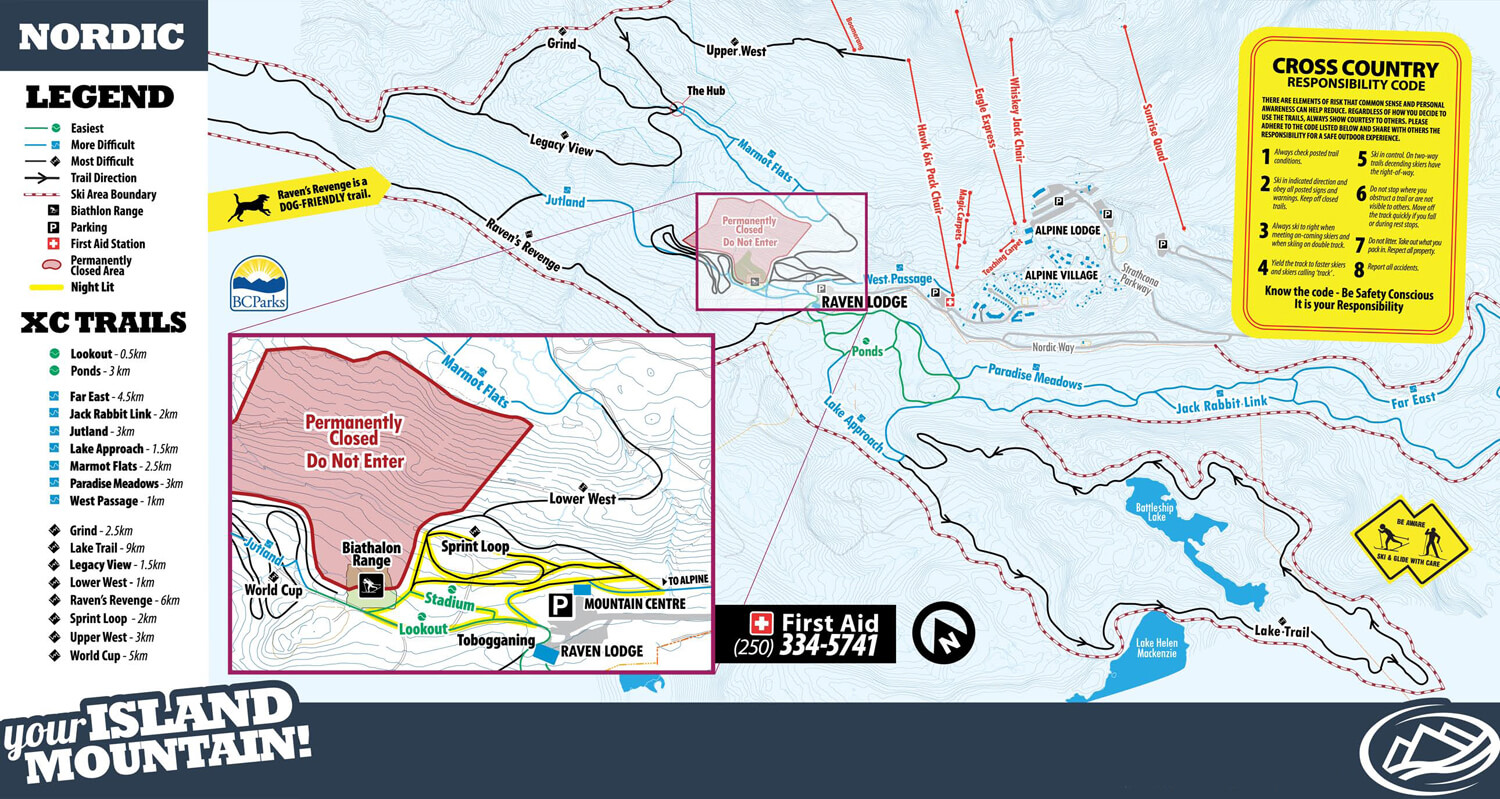 NORDIC
LEGEND
Easiest
More Difficult
Most Difficult
Trail Direction
Ski Area Boundary
Biathlon Range
Parking
First Aid Station
Permanently
Closed Area
Night Lit
XC TRAILS
Lookout - 0.5km
Ponds - 3 km
Far East - 4.5km
Jack Rabbit Link - 2km
Jutland - 3km
Lake Approach - 1.5km
Marmot Flats - 2.5km
Paradise Meadows - 3km
West Passage - 1km
Grind - 2.5km
Lake Trail - 9km
Legacy View - 1.5km
Lower West - 1km
Raven's Revenge - 6km
Sprint Loop - 2km
Upper West - 3km
World Cup - 5km
your ISLAND
MOUNTAIN!
Raven's Revenge is a
DOG-FRIENDLY trail.
BCParks
Grind
Upper West
The Hub
Legacy View
Marmot Flats
Jutland
Raven's Revenge
Permanently
Closed
Do Not Enter
West Passage
RAVEN LODGE
P
P
P
P
P
Boomerang
Hawk 6ix Pack Chair
Eagle Express
Whiskey Jack Chair
Sunrise Quad
Magic Carpets
Teaching Carpet
ALPINE LODGE
ALPINE VILLAGE
Strathcona
Parkway
Nordic Way
Ponds
Paradise Meadows
Lake Approach
Jack Rabbit Link
Far East
Battleship
Lake
Lake Helen
Mackenzie
Lake Trail
Marmot Flats
Permanently
Closed
Do Not Enter
Lower West
Sprint Loop
Biathalon
Range
Jutland
World Cup
Stadium
Lookout
TO ALPINE
P
MOUNTAIN CENTRE
Tobogganing
RAVEN LODGE
First Aid
(250) 334-5741
N
CROSS COUNTRY
RESPONSIBILITY CODE
THERE ARE ELEMENTS OF RISK THAT COMMON SENSE AND PERSONAL
AWARENESS CAN HELP REDUCE. REGARDLESS OF HOW YOU DECIDE TO
USE THE TRAILS, ALWAYS SHOW COURTESY TO OTHERS. PLEASE
ADHERE TO THE CODE LISTED BELOW AND SHARE WITH OTHERS THE
RESPONSIBILITY FOR A SAFE OUTDOOR EXPERIENCE.
1 Always check posted trail
conditions.
2 Ski in indicated direction and
obey all posted signs and
warnings. Keep off closed
trails.
3 Always ski to right when
meeting on-coming skiers and
when skiing on double track.
4 Yield the track to faster skiers
and skiers calling 'track'.
5 Ski in control. On two-way
trails decending skiers have
the right-of-way.
6 Do not stop where you
obstruct a trail or are not
visible to others. Move off
the track quickly if you fall
or during rest stops.
7 Do not litter. Take out what you
pack in. Respect all property.
8 Report all accidents.
Know the code - Be Safety Conscious
It is your Responsibility
BE AWARE
SKI & GLIDE WITH CARE